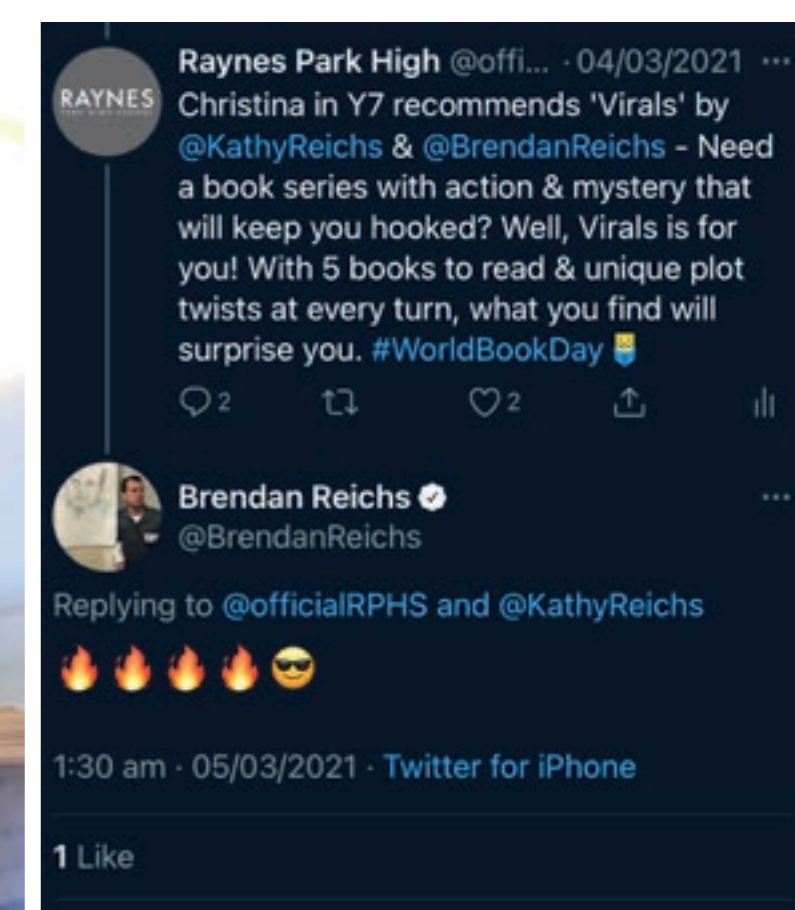 Raynes Park High @offi... · 04/03/2021 ...
RAYNES
Christina in Y7 recommends 'Virals' by
@KathyReichs & @BrendanReichs - Need
a book series with action & mystery that
will keep you hooked? Well, Virals is for
you! With 5 books to read & unique plot
twists at every turn, what you find will
surprise you. #WorldBookDay
2 2
Brendan Reichs
@BrendanReichs
Replying to @officialRPHS and @KathyReichs
🔥🔥🔥🔥😎
1:30 am · 05/03/2021 · Twitter for iPhone
1 Like